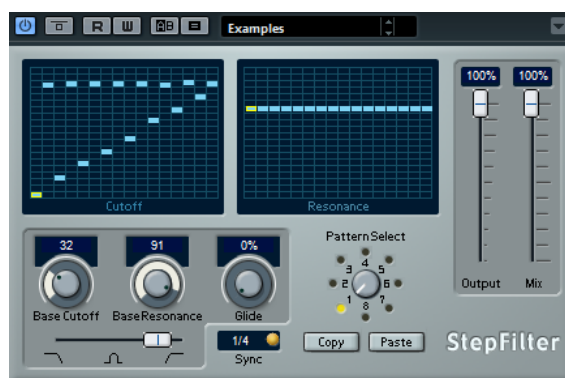 R W AB Examples
100% 100%
Cutoff Resonance
Output Mix
32 91 0%
Base Cutoff Base Resonance Glide
Pattern Select
1 2 3 4 5 6 7 8
1/4
Sync
Copy Paste
StepFilter